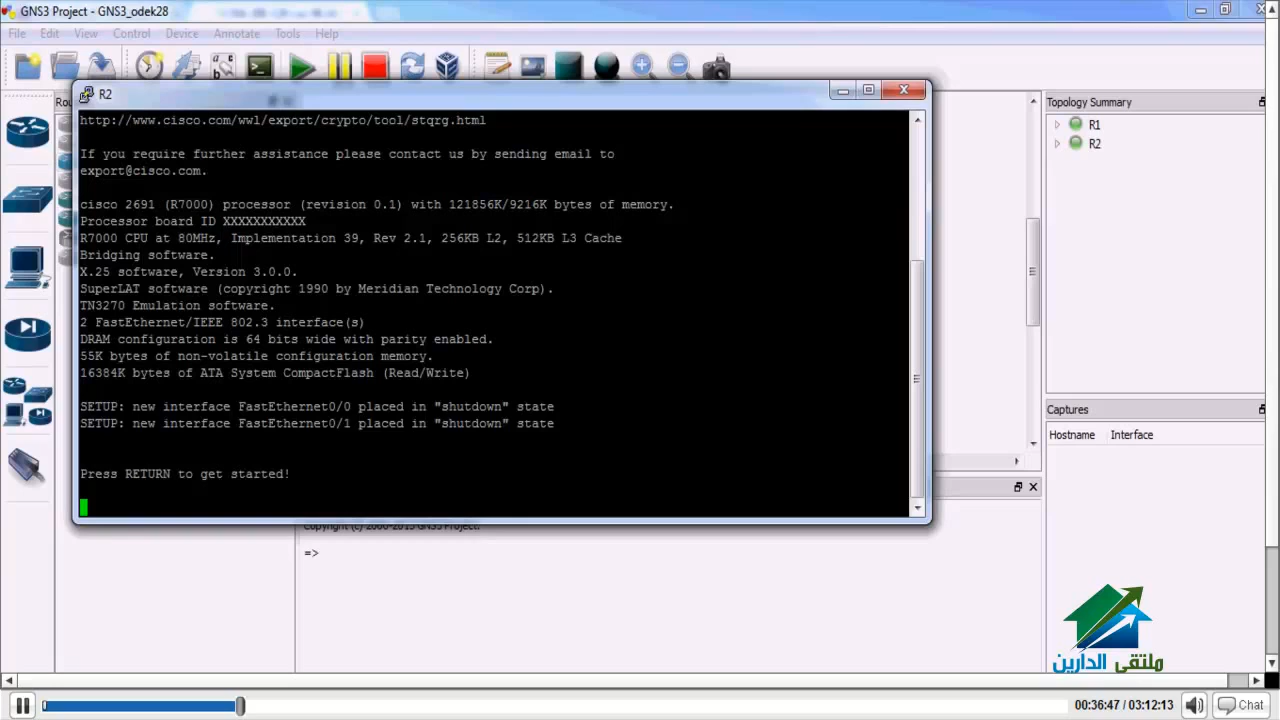 GNS3 Project - GNS3_odek28
File Edit View Control Device Annotate Tools Help
R2
Rou
Topology Summary
R1
R2
http://www.cisco.com/wwl/export/crypto/tool/stqrg.html
If you require further assistance please contact us by sending email to
export@cisco.com.
cisco 2691 (R7000) processor (revision 0.1) with 121856K/9216K bytes of memory.
Processor board ID XXXXXXXXXXX
R7000 CPU at 80MHz, Implementation 39, Rev 2.1, 256KB L2, 512KB L3 Cache
Bridging software.
X.25 software, Version 3.0.0.
SuperLAT software (copyright 1990 by Meridian Technology Corp).
TN3270 Emulation software.
2 FastEthernet/IEEE 802.3 interface(s)
DRAM configuration is 64 bits wide with parity enabled.
55K bytes of non-volatile configuration memory.
16384K bytes of ATA System CompactFlash (Read/Write)
SETUP: new interface FastEthernet0/0 placed in "shutdown" state
SETUP: new interface FastEthernet0/1 placed in "shutdown" state
Press RETURN to get started!
Captures
Hostname Interface
Copyright (c) 2006-2013 GNS3 Project.
=>
ملتقى الدارين
00:36:47 / 03:12:13
Chat